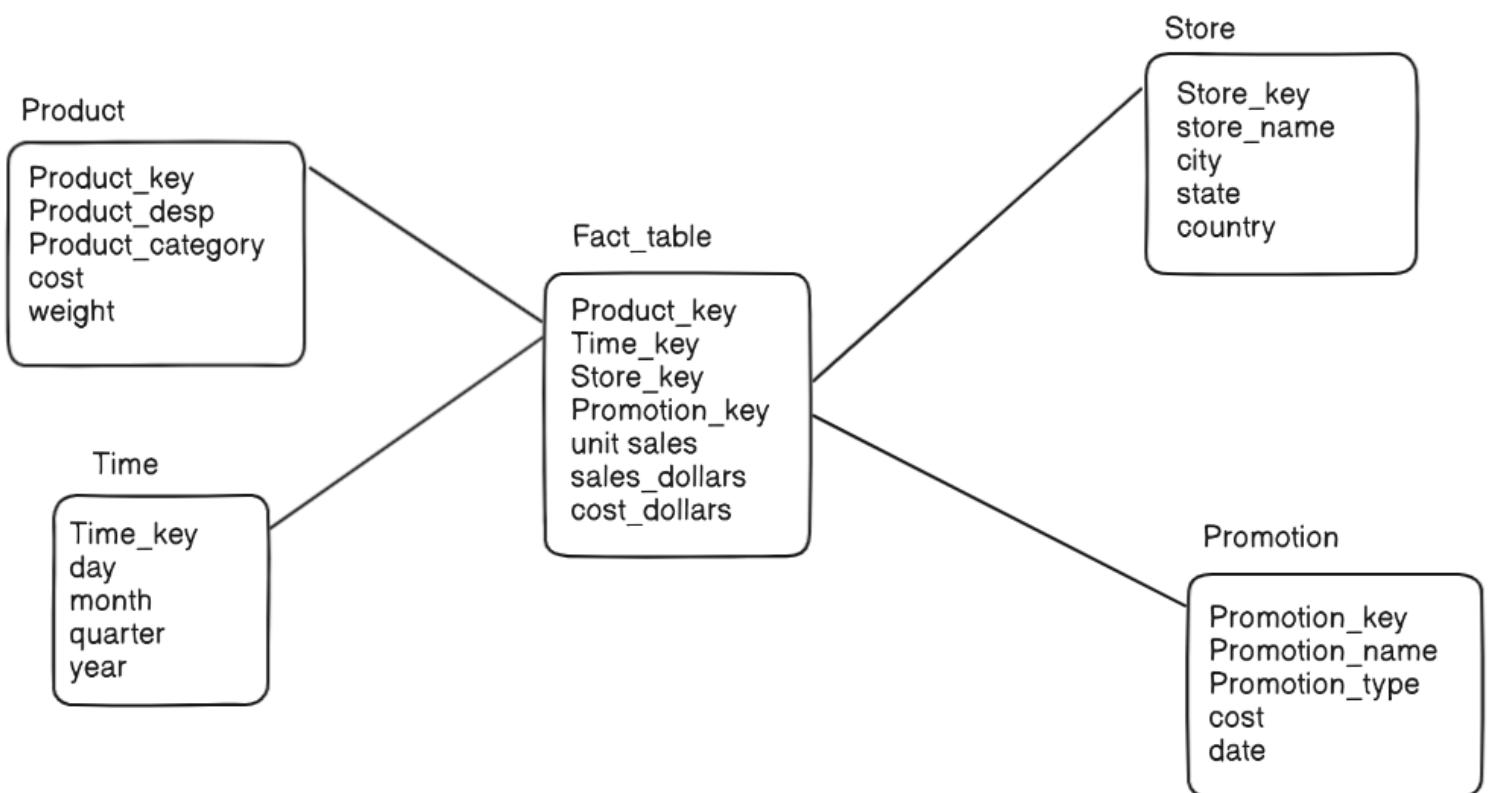 Product
Product_key
Product_desp
Product_category
cost
weight
Time
Time_key
day
month
quarter
year
Fact_table
Product_key
Time_key
Store_key
Promotion_key
unit sales
sales_dollars
cost_dollars
Store
Store_key
store_name
city
state
country
Promotion
Promotion_key
Promotion_name
Promotion_type
cost
date